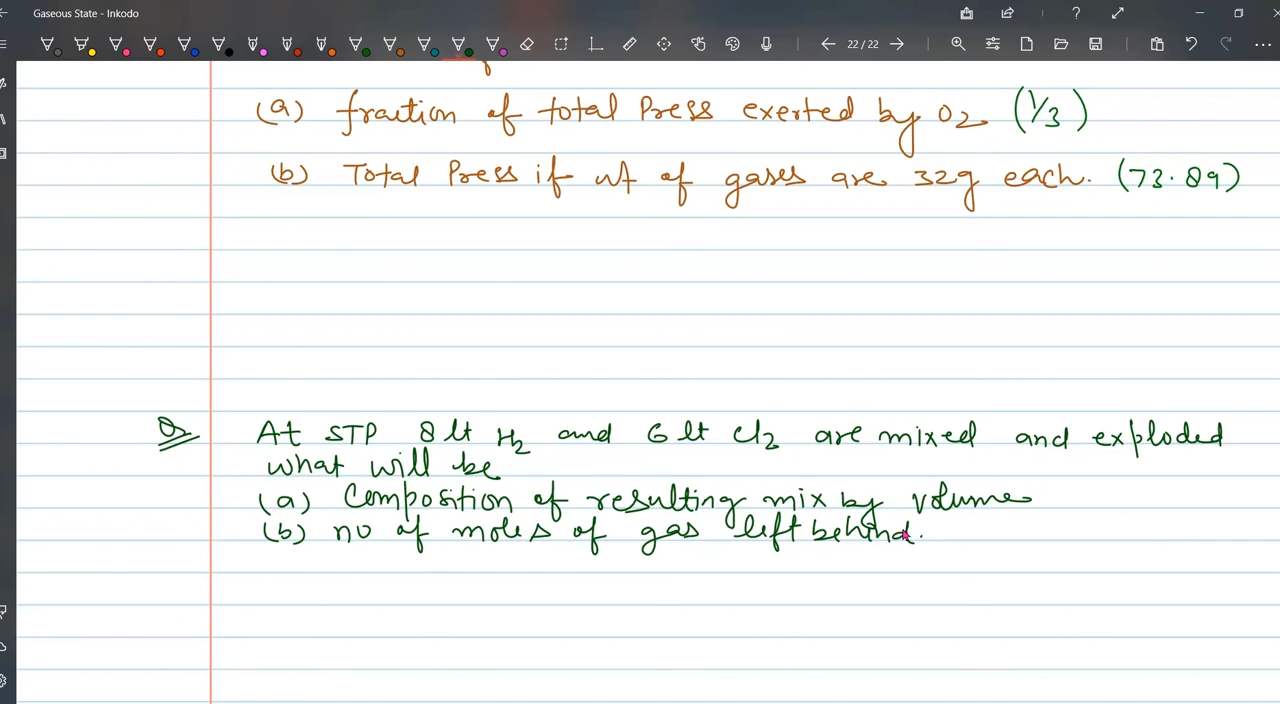 Gaseous State - Inkodo
22/22
(a) fraction of total Press exerted by O2 (1/3)
(b) Total Press if wt of gases are 32g each. (73.89)
Q At STP 8 lt H2 and 6 lt Cl2 are mixed and exploded
what will be
(a) Composition of resulting mix by volume
(b) no of moles of gas left behind.